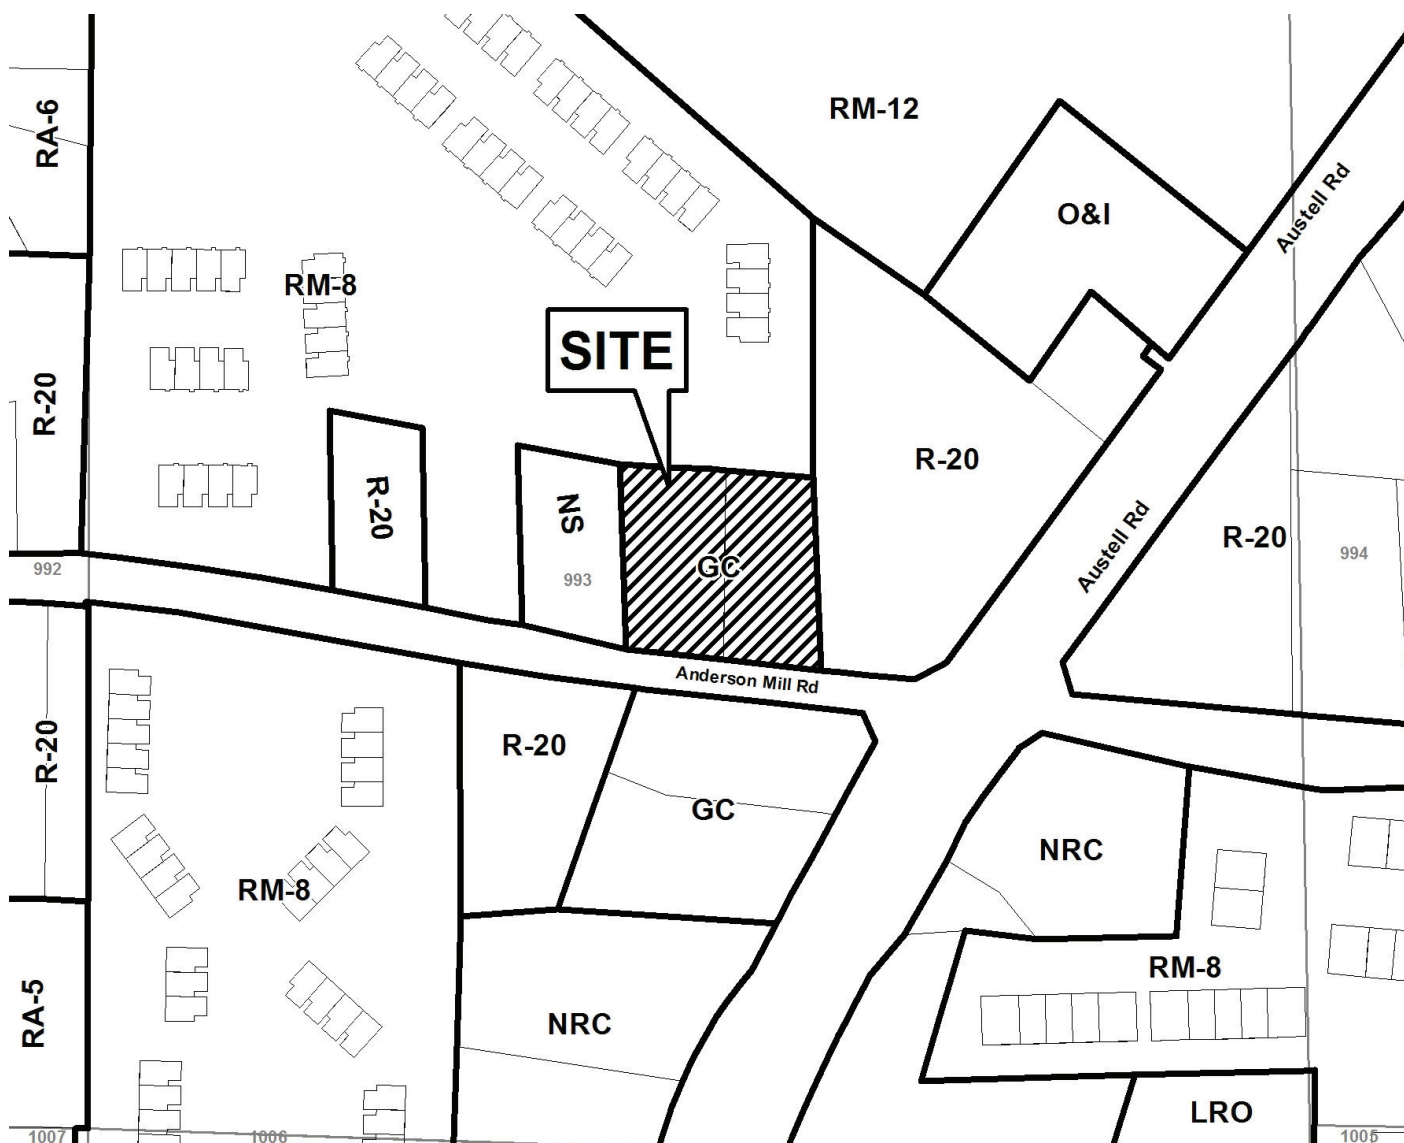 RM-12
RA-6
Austell Rd
O&I
RM-8
SITE
R-20
R-20
R-20
NS
Austell Rd
R-20
GC
992
993
994
Anderson Mill Rd
R-20
R-20
GC
NRC
RM-8
RM-8
RA-5
NRC
LRO
1007
1006
1005